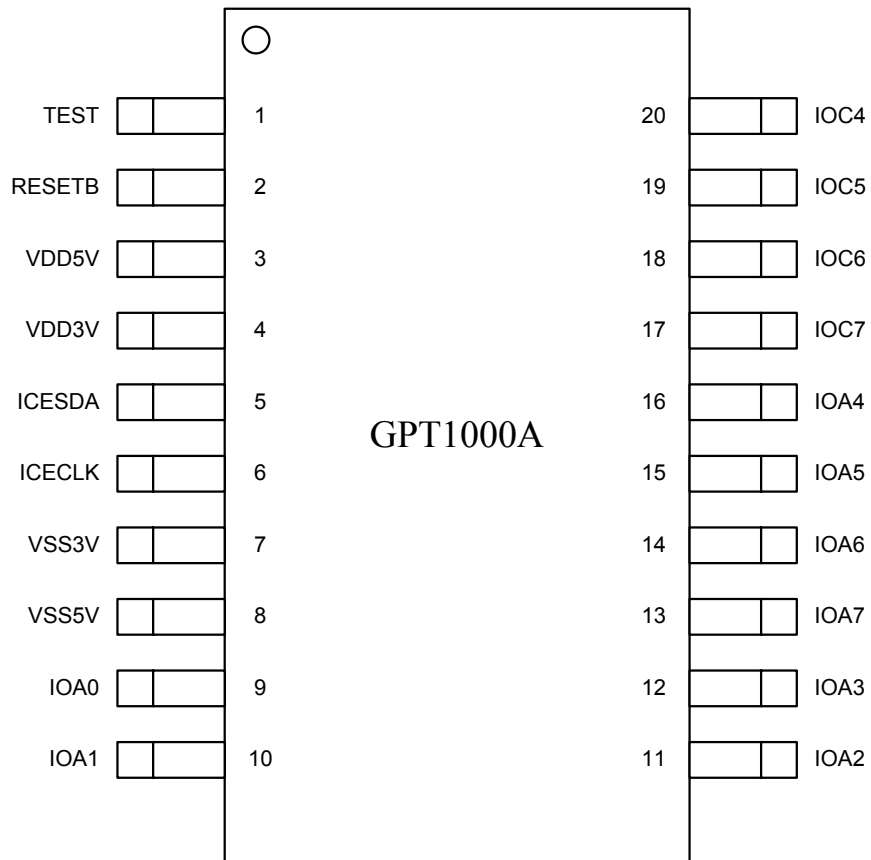 TEST 1 20 IOC4
RESETB 2 19 IOC5
VDD5V 3 18 IOC6
VDD3V 4 17 IOC7
ICESDA 5 16 IOA4
GPT1000A
ICECLK 6 15 IOA5
VSS3V 7 14 IOA6
VSS5V 8 13 IOA7
IOA0 9 12 IOA3
IOA1 10 11 IOA2